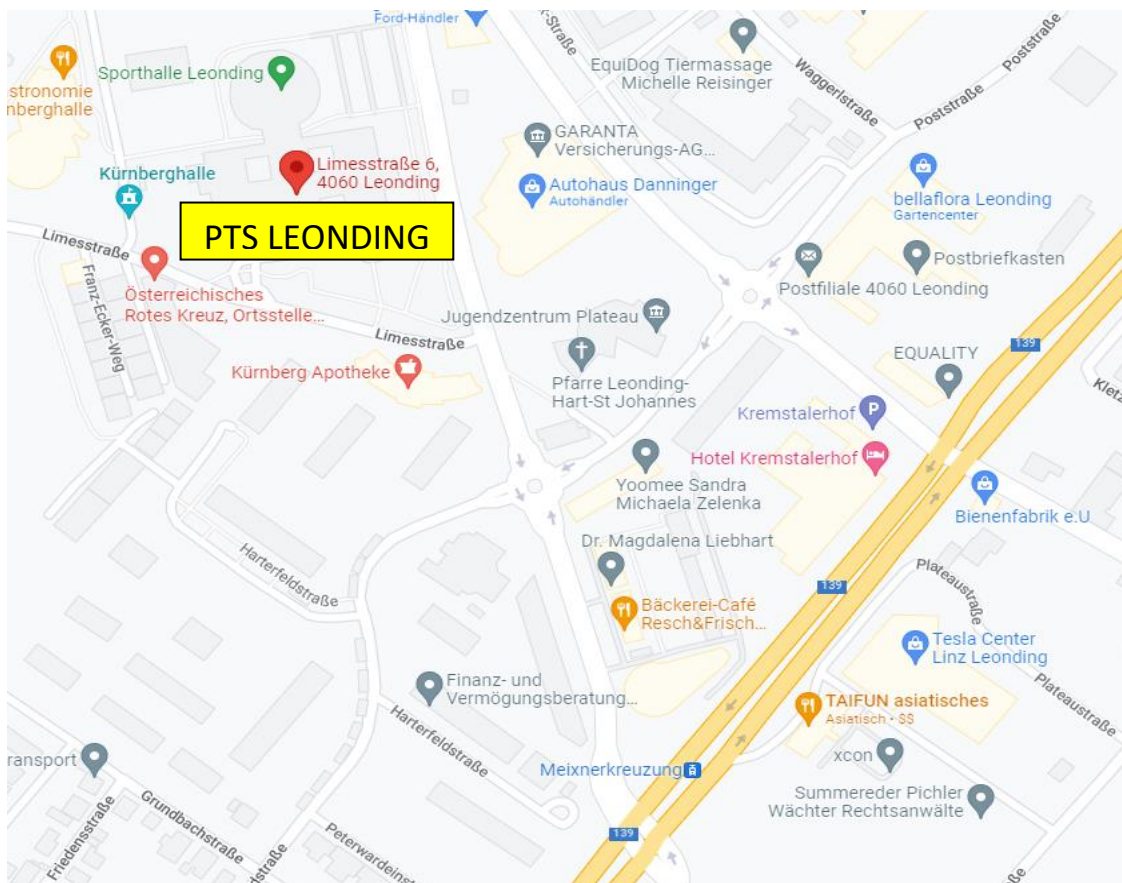 Ford-Händler
-Straße
EquiDog Tiermassage
Michelle Reisinger
Waggerlstraße
Poststraße
Poststraße
Sporthalle Leonding
stronomie
nberghalle
GARANTA
Versicherungs-AG...
Kürnberghalle
Limesstraße 6,
4060 Leonding
Autohaus Danninger
Autohändler
bellaflora Leonding
Gartencenter
PTS LEONDING
Limesstraße
Postbriefkasten
Postfiliale 4060 Leonding
Franz-Ecker-Weg
Österreichisches
Rotes Kreuz, Ortsstelle...
Jugendzentrum Plateau
Limesstraße
139
EQUALITY
Kürnberg Apotheke
Pfarre Leonding-
Hart-St Johannes
Kletz
Kremstalerhof
P
Hotel Kremstalerhof
Yoomee Sandra
Michaela Zelenka
Bienenfabrik e.U
Dr. Magdalena Liebhart
Harterfeldstraße
Plateaustraße
139
Bäckerei-Café
Resch&Frisch...
Tesla Center
Linz Leonding
Finanz- und
Vermögungsberatung...
Plateaustraße
TAIFUN asiatisches
Asiatisch · $$
Harterfeldstraße
ransport
xcon
Meixnerkreuzung
Summereder Pichler
Wächter Rechtsanwälte
Grundbachstraße
Friedensstraße
Peterwardeinst
139
dstraße